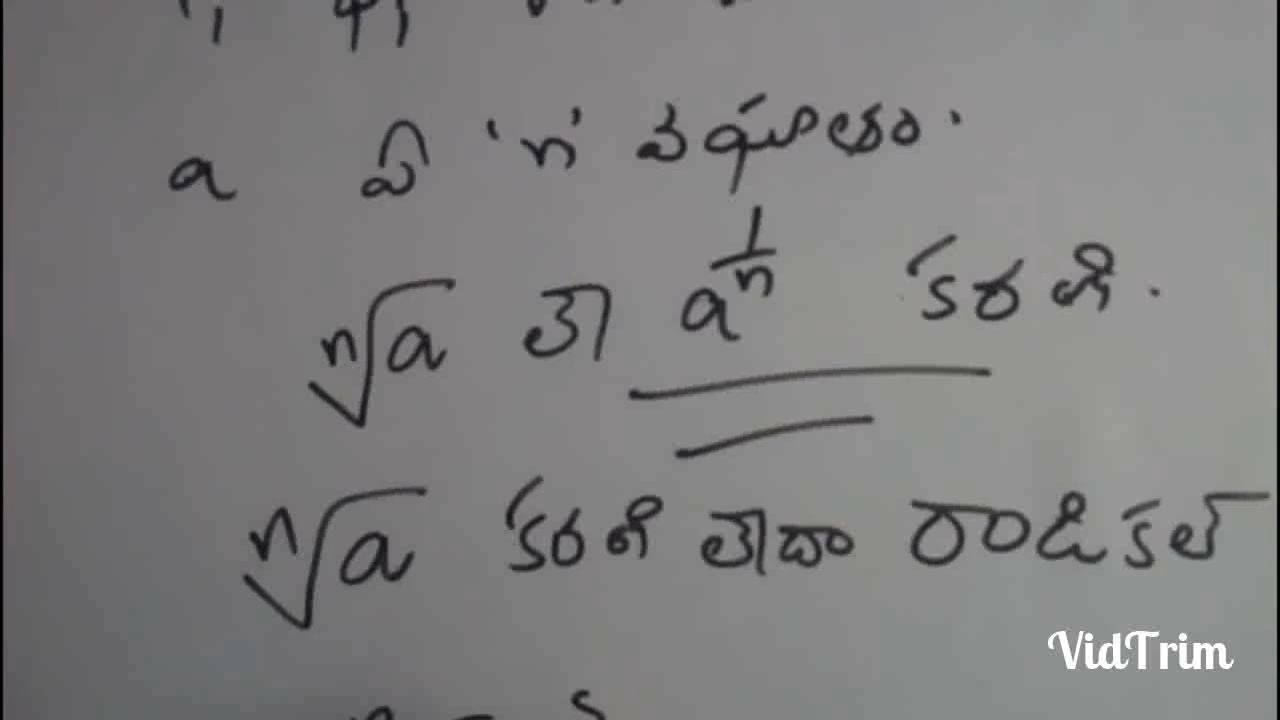 a ఏ 'n' వ ఘాతం.
ⁿ√a లే a^(1/n) కరణి.
ⁿ√a కరణి లేదా రాడికల్
VidTrim